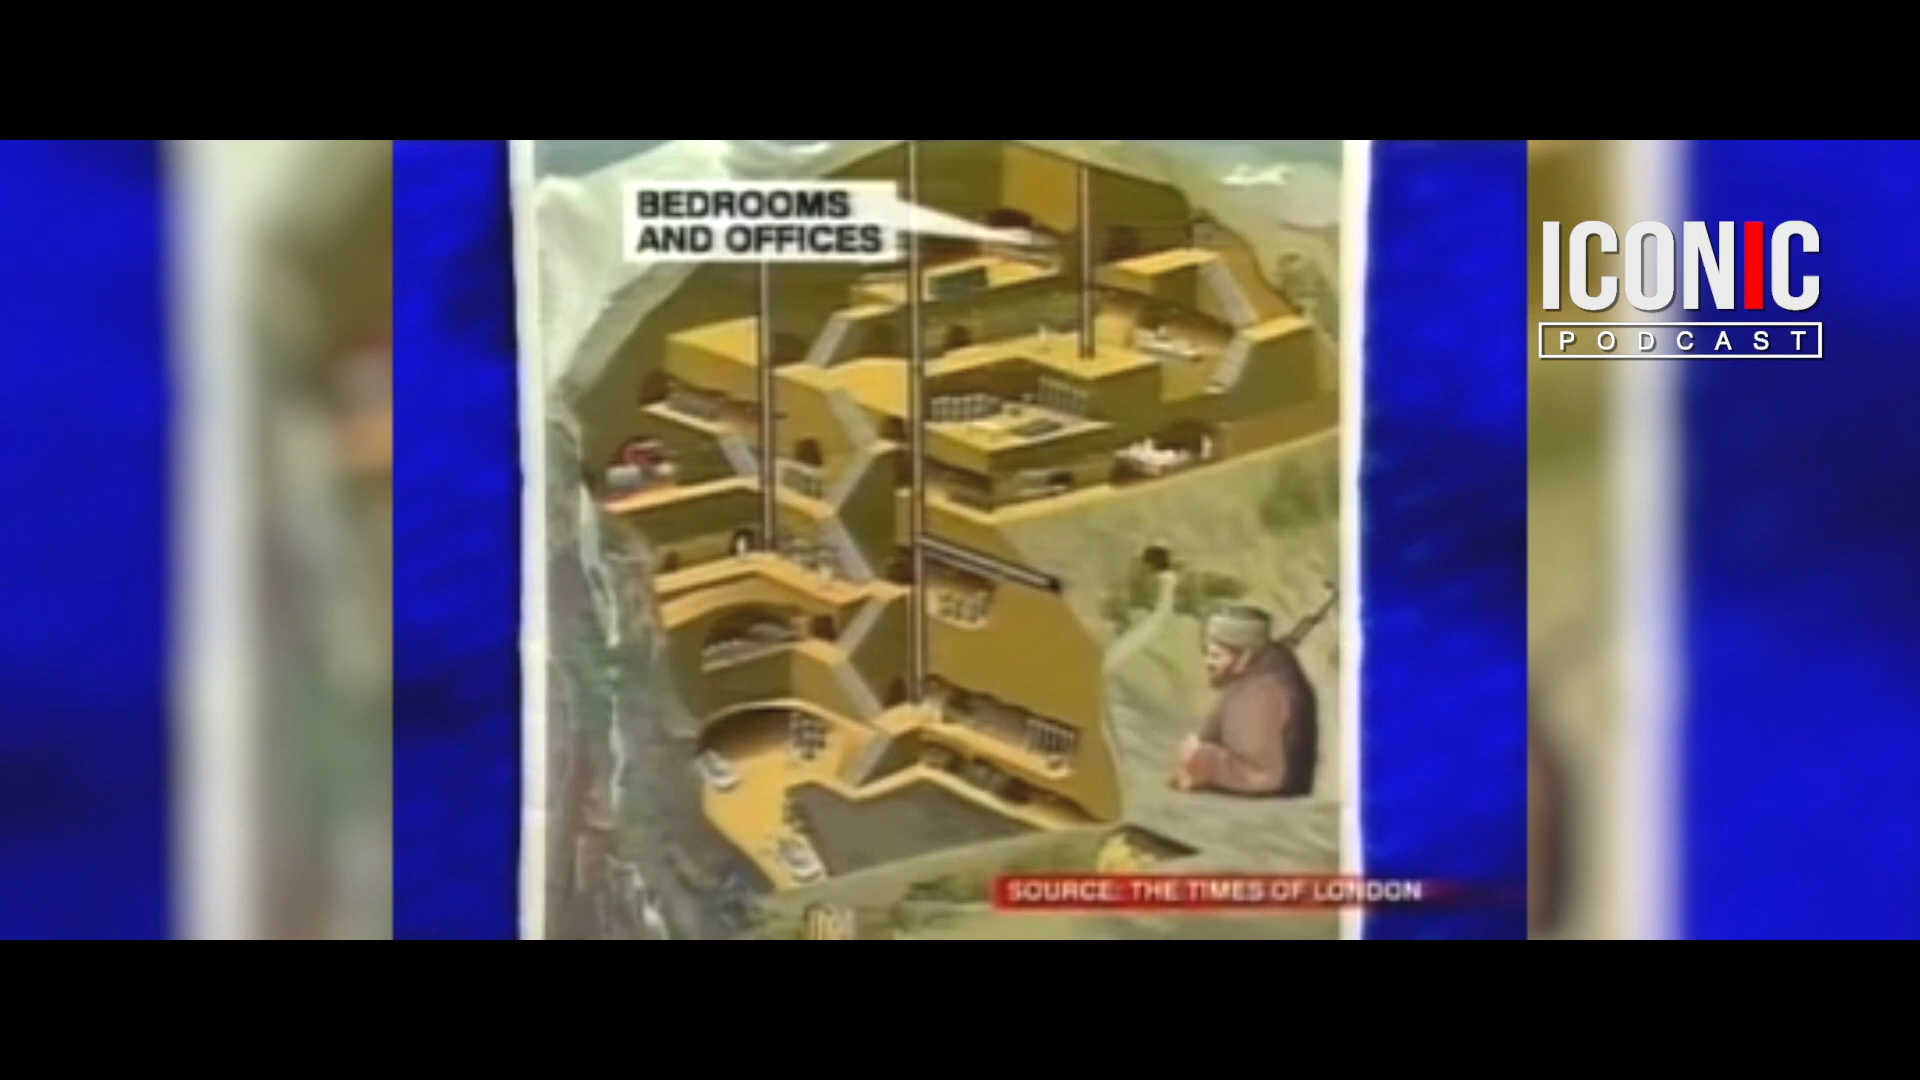 BEDROOMS
AND OFFICES
ICONIC
PODCAST
SOURCE: THE TIMES OF LONDON